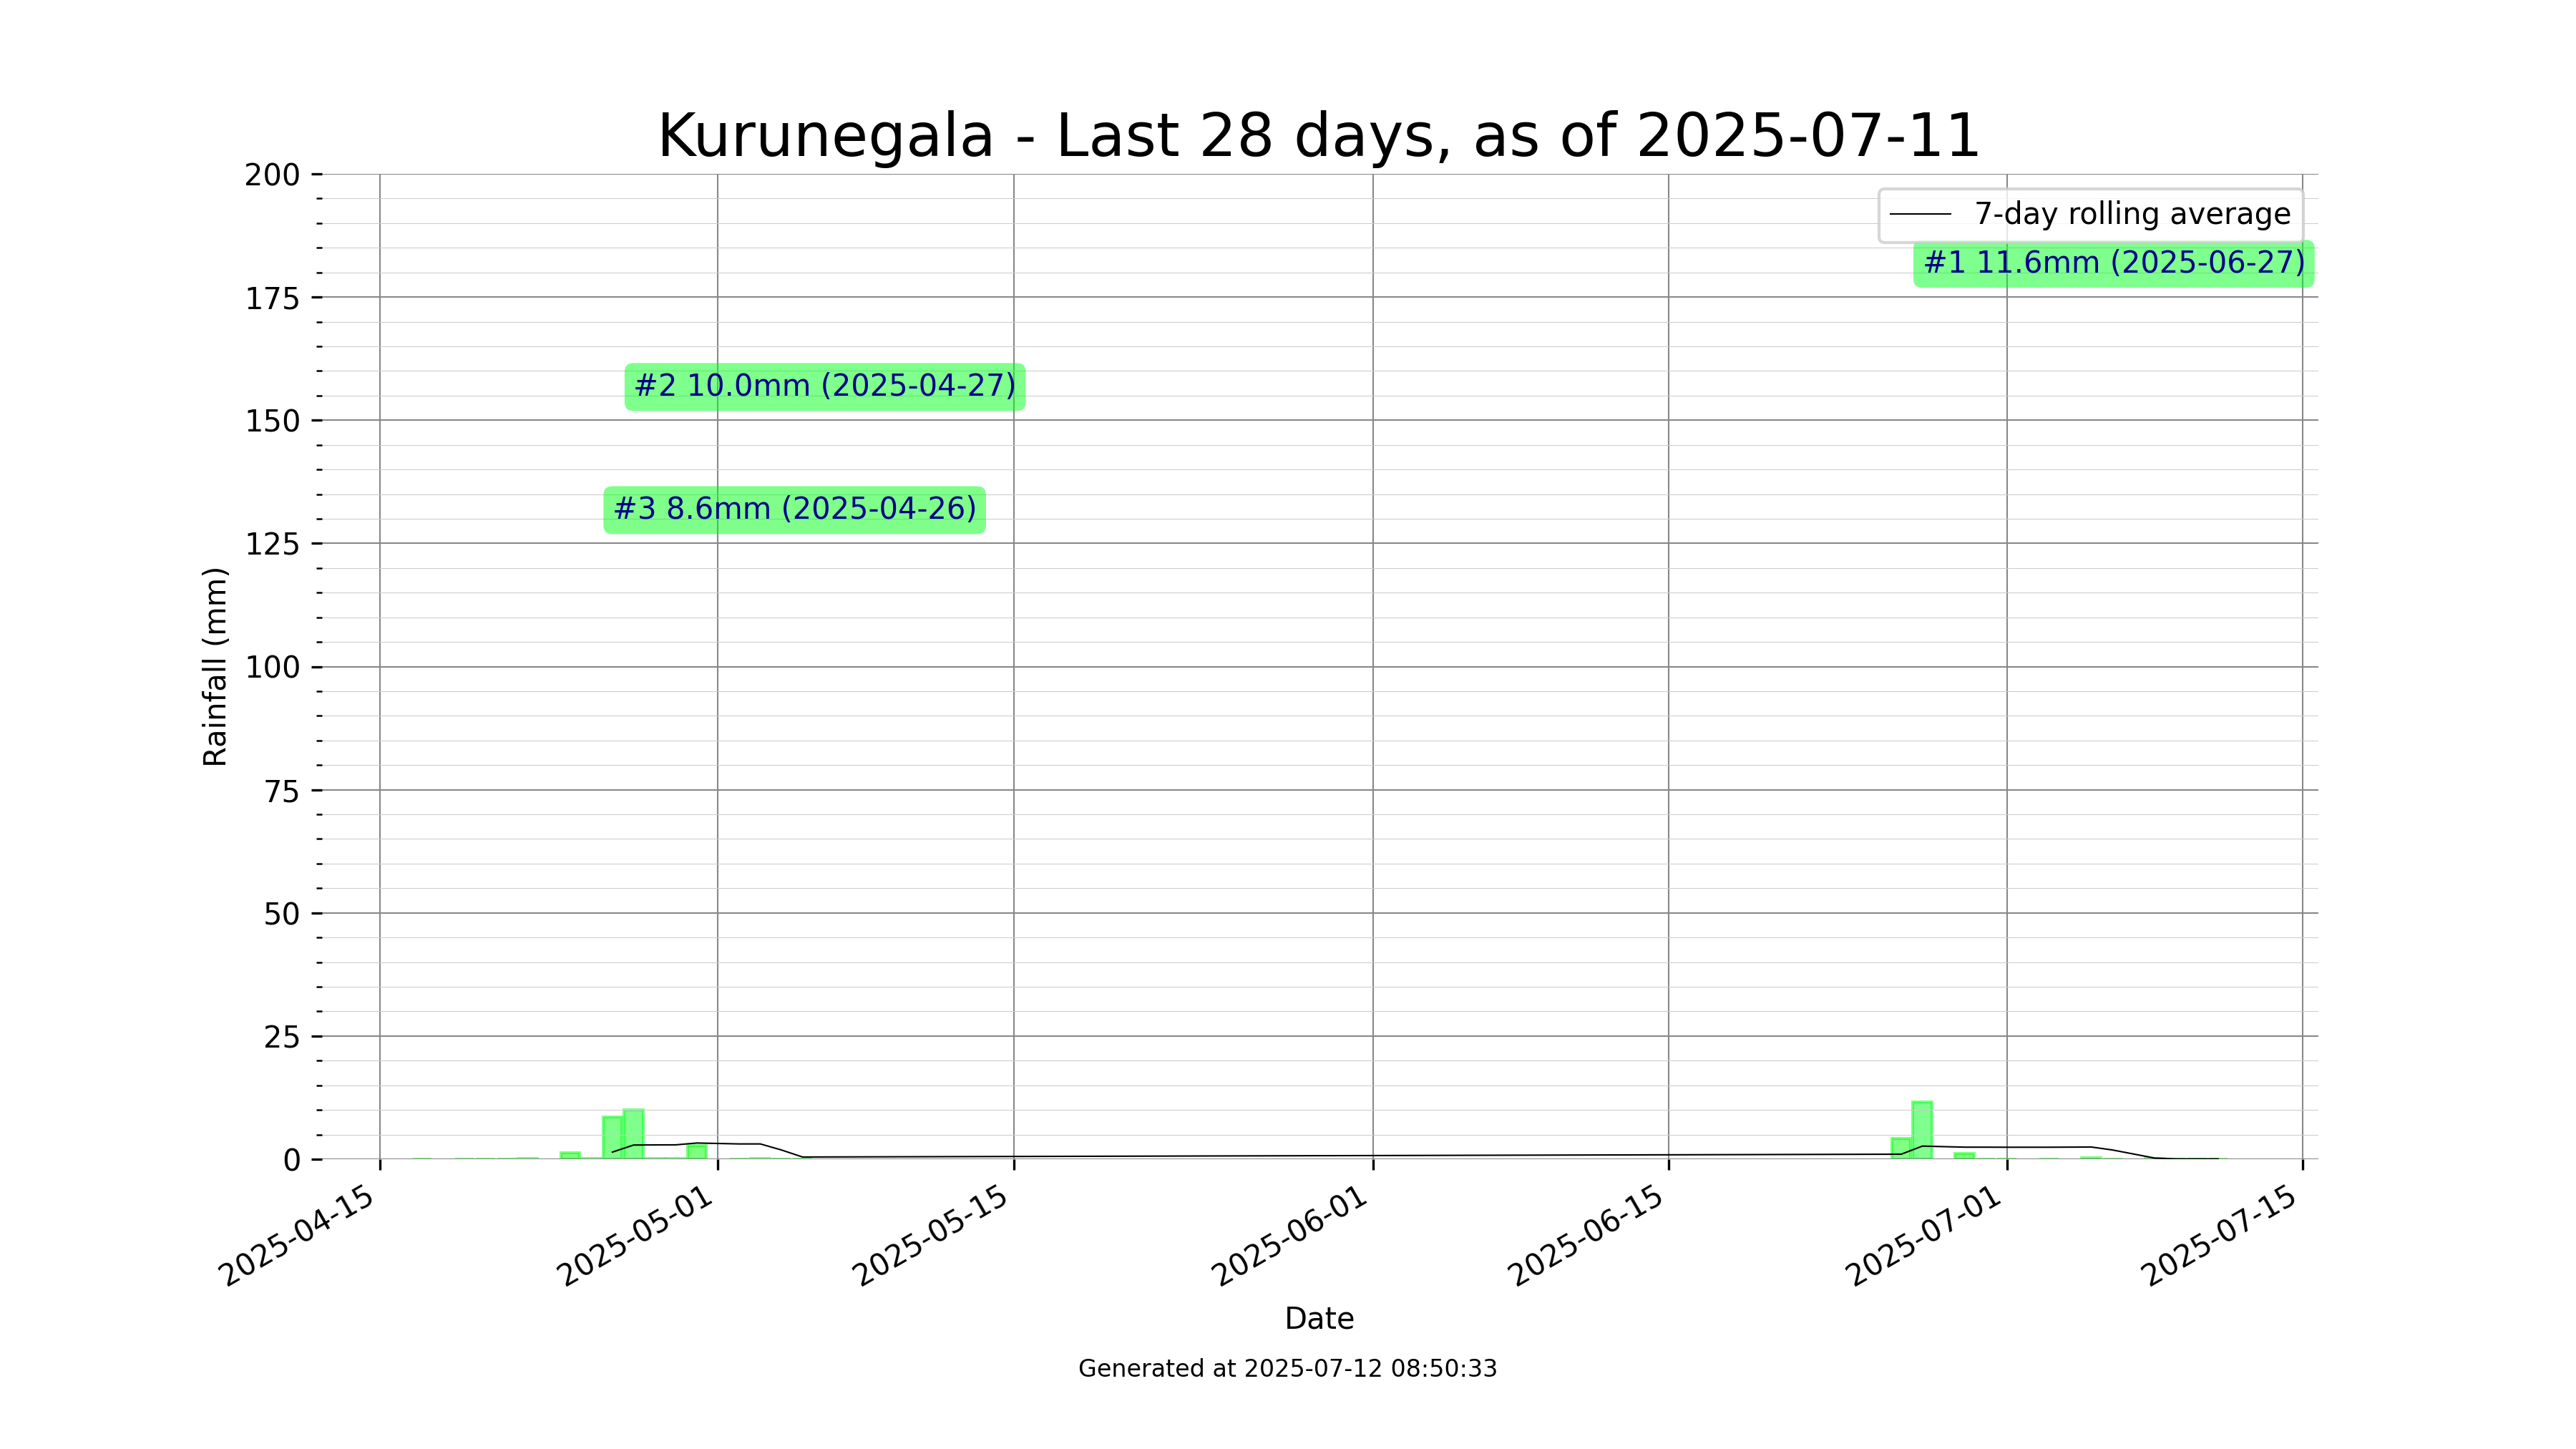 Kurunegala - Last 28 days, as of 2025-07-11
200
7-day rolling average
#1 11.6mm (2025-06-27)
175
#2 10.0mm (2025-04-27)
150
#3 8.6mm (2025-04-26)
125
100
75
50
25
0
Rainfall (mm)
2025-04-15
2025-05-01
2025-05-15
2025-06-01
2025-06-15
2025-07-01
2025-07-15
Date
Generated at 2025-07-12 08:50:33